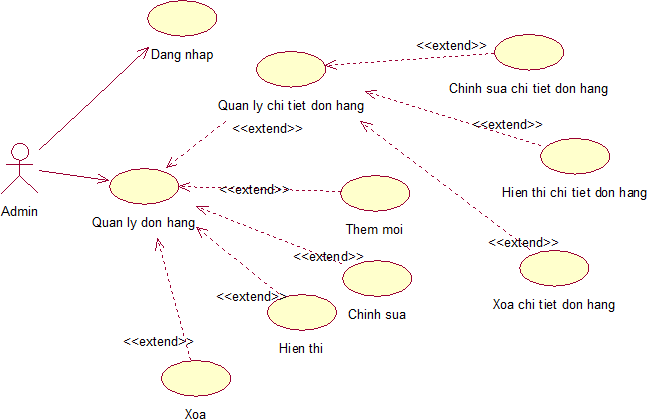 Dang nhap
<<extend>>
Chinh sua chi tiet don hang
Quan ly chi tiet don hang
<<extend>>
<<extend>>
Hien thi chi tiet don hang
Admin
<<extend>>
Quan ly don hang
Them moi
<<extend>>
<<extend>>
Xoa chi tiet don hang
<<extend>>
Chinh sua
Hien thi
<<extend>>
Xoa